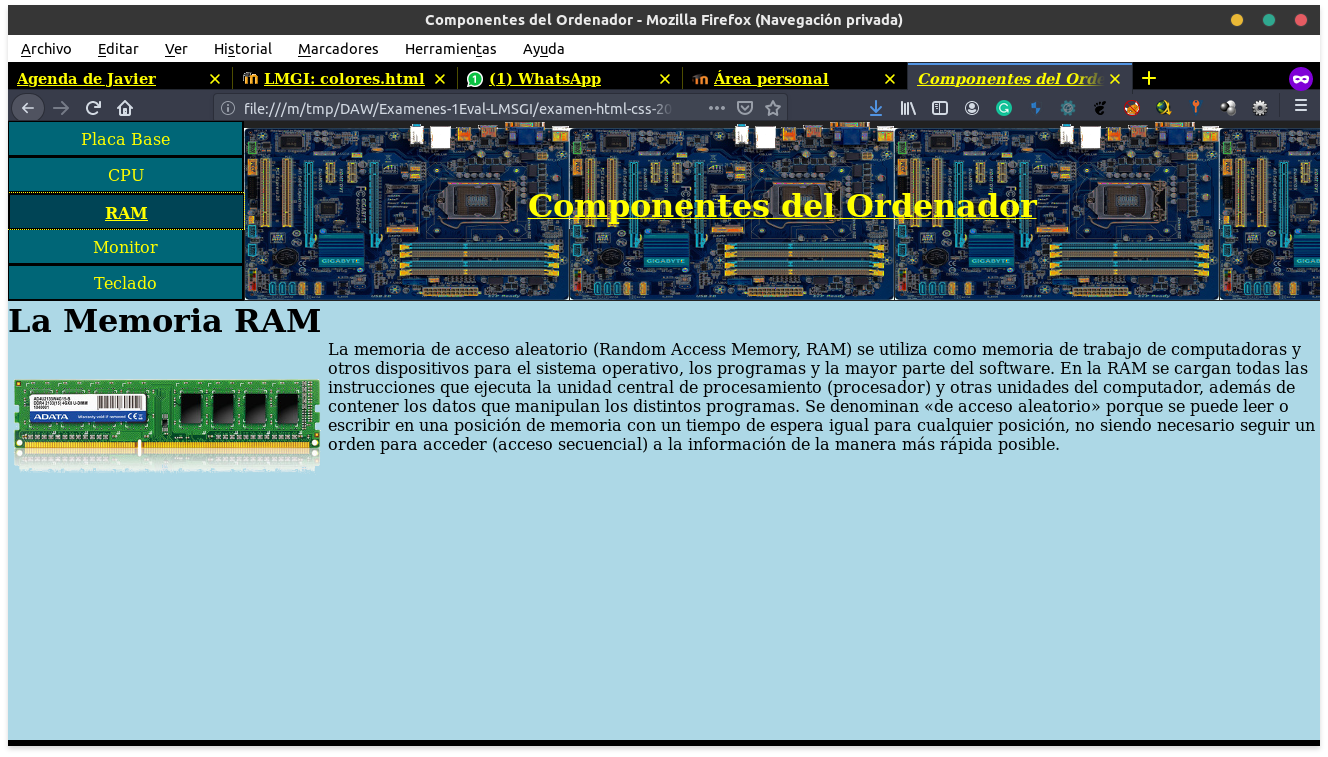 Componentes del Ordenador - Mozilla Firefox (Navegación privada)
Archivo Editar Ver Historial Marcadores Herramientas Ayuda
Agenda de Javier
LMGI: colores.html
(1) WhatsApp
Área personal
Componentes del Orde
file:///m/tmp/DAW/Examenes-1Eval-LMSGI/examen-html-css-20
Placa Base
CPU
RAM
Monitor
Teclado
Componentes del Ordenador
GIGABYTE
GIGABYTE
GIGABYTE
La Memoria RAM
ADATA
La memoria de acceso aleatorio (Random Access Memory, RAM) se utiliza como memoria de trabajo de computadoras y
otros dispositivos para el sistema operativo, los programas y la mayor parte del software. En la RAM se cargan todas las
instrucciones que ejecuta la unidad central de procesamiento (procesador) y otras unidades del computador, además de
contener los datos que manipulan los distintos programas. Se denominan «de acceso aleatorio» porque se puede leer o
escribir en una posición de memoria con un tiempo de espera igual para cualquier posición, no siendo necesario seguir un
orden para acceder (acceso secuencial) a la información de la manera más rápida posible.